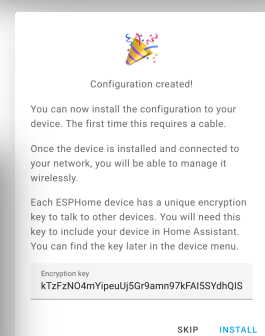 Configuration created!
You can now install the configuration to your
device. The first time this requires a cable.
Once the device is installed and connected to
your network, you will be able to manage it
wirelessly.
Each ESPHome device has a unique encryption
key to talk to other devices. You will need this
key to include your device in Home Assistant.
You can find the key later in the device menu.
Encryption key
kTzFzNO4mYipeuUj5Gr9amn97kFAI5SYdhQIS
SKIP INSTALL